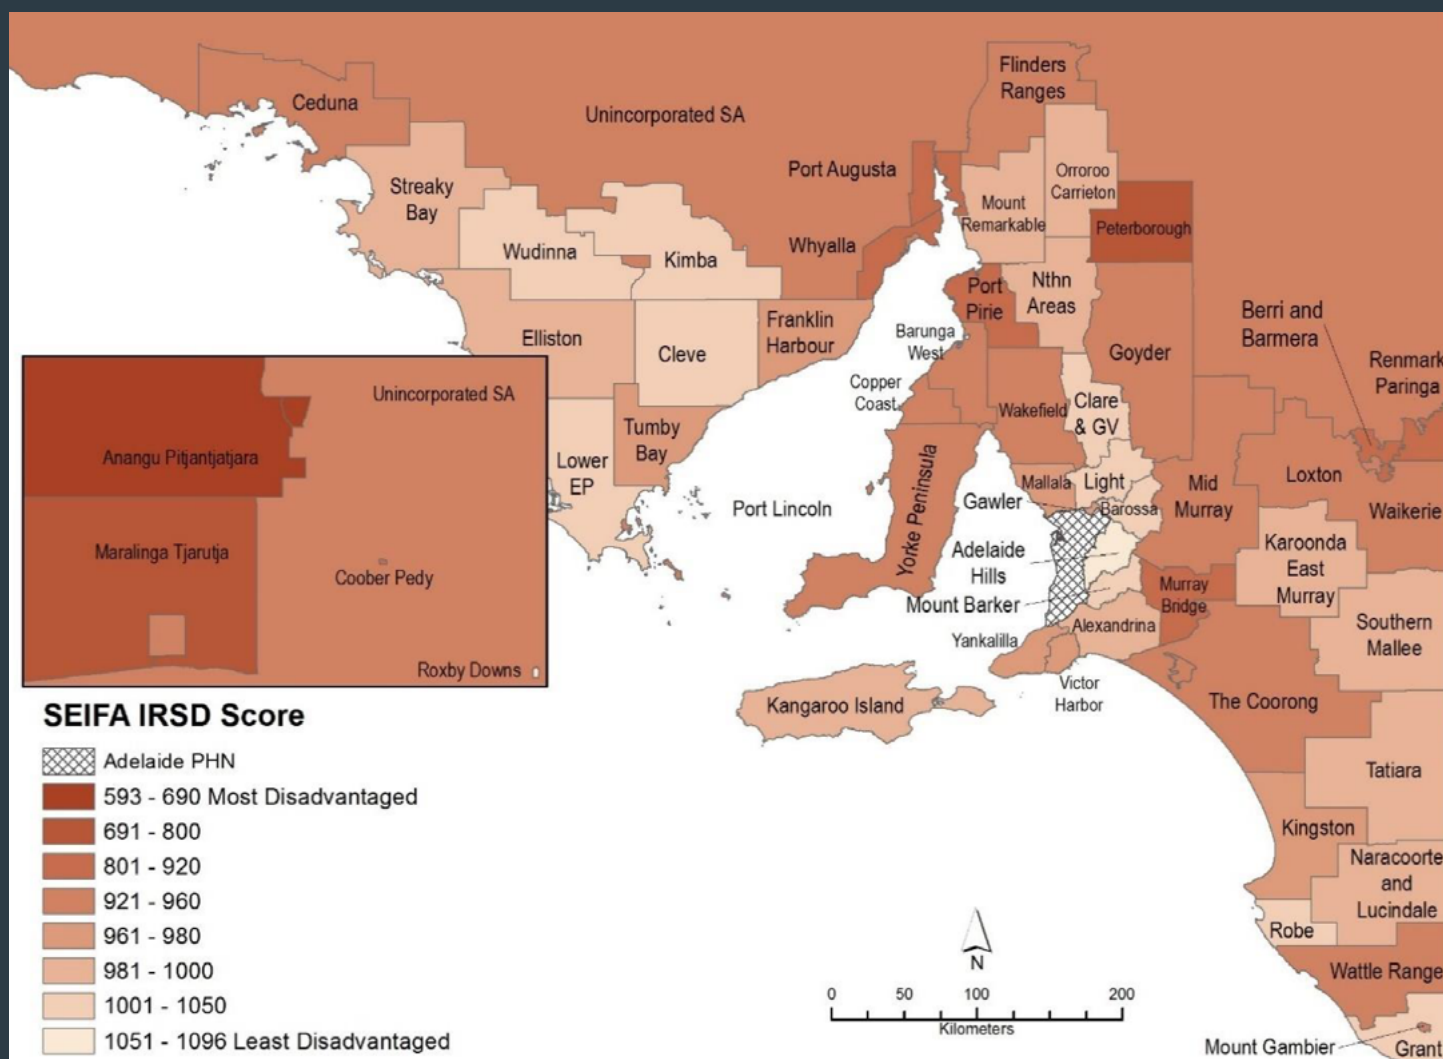 Flinders
Ranges
Ceduna
Unincorporated SA
Port Augusta
Orroroo
Carrieton
Streaky
Bay
Mount
Remarkable
Peterborough
Wudinna
Kimba
Whyalla
Nthn
Areas
Port
Pirie
Berri and
Barmera
Elliston
Franklin
Harbour
Cleve
Barunga
West
Goyder
Renmark
Paringa
Copper
Coast
Wakefield
Clare
& GV
Tumby
Bay
Lower
EP
Port Lincoln
Yorke Peninsula
Mallala
Light
Gawler
Barossa
Mid
Murray
Loxton
Waikerie
Adelaide
Hills
Karoonda
East
Murray
Mount Barker
Murray
Bridge
Alexandrina
Yankalilla
Southern
Mallee
Victor
Harbor
Kangaroo Island
The Coorong
Tatiara
Kingston
Naracoorte
and
Lucindale
Robe
Wattle Range
Mount Gambier
Grant
Unincorporated SA
Anangu Pitjantjatjara
Maralinga Tjarutja
Coober Pedy
Roxby Downs
SEIFA IRSD Score
Adelaide PHN
593 - 690 Most Disadvantaged
691 - 800
801 - 920
921 - 960
961 - 980
981 - 1000
1001 - 1050
1051 - 1096 Least Disadvantaged
N
0 50 100 200
Kilometers